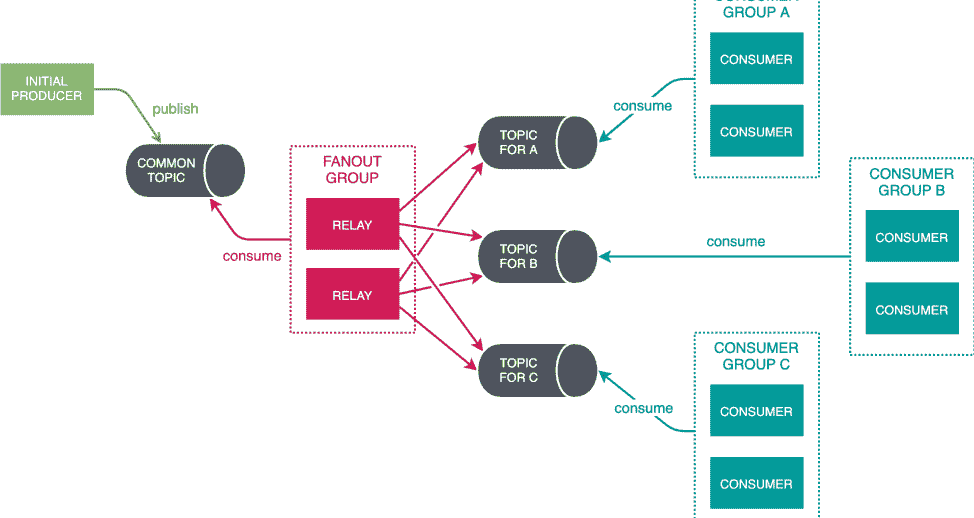 INITIAL
PRODUCER
publish
COMMON
TOPIC
FANOUT
GROUP
RELAY
RELAY
consume
TOPIC
FOR A
TOPIC
FOR B
TOPIC
FOR C
consume
CONSUMER
GROUP A
CONSUMER
CONSUMER
consume
CONSUMER
GROUP B
CONSUMER
CONSUMER
consume
CONSUMER
GROUP C
CONSUMER
CONSUMER